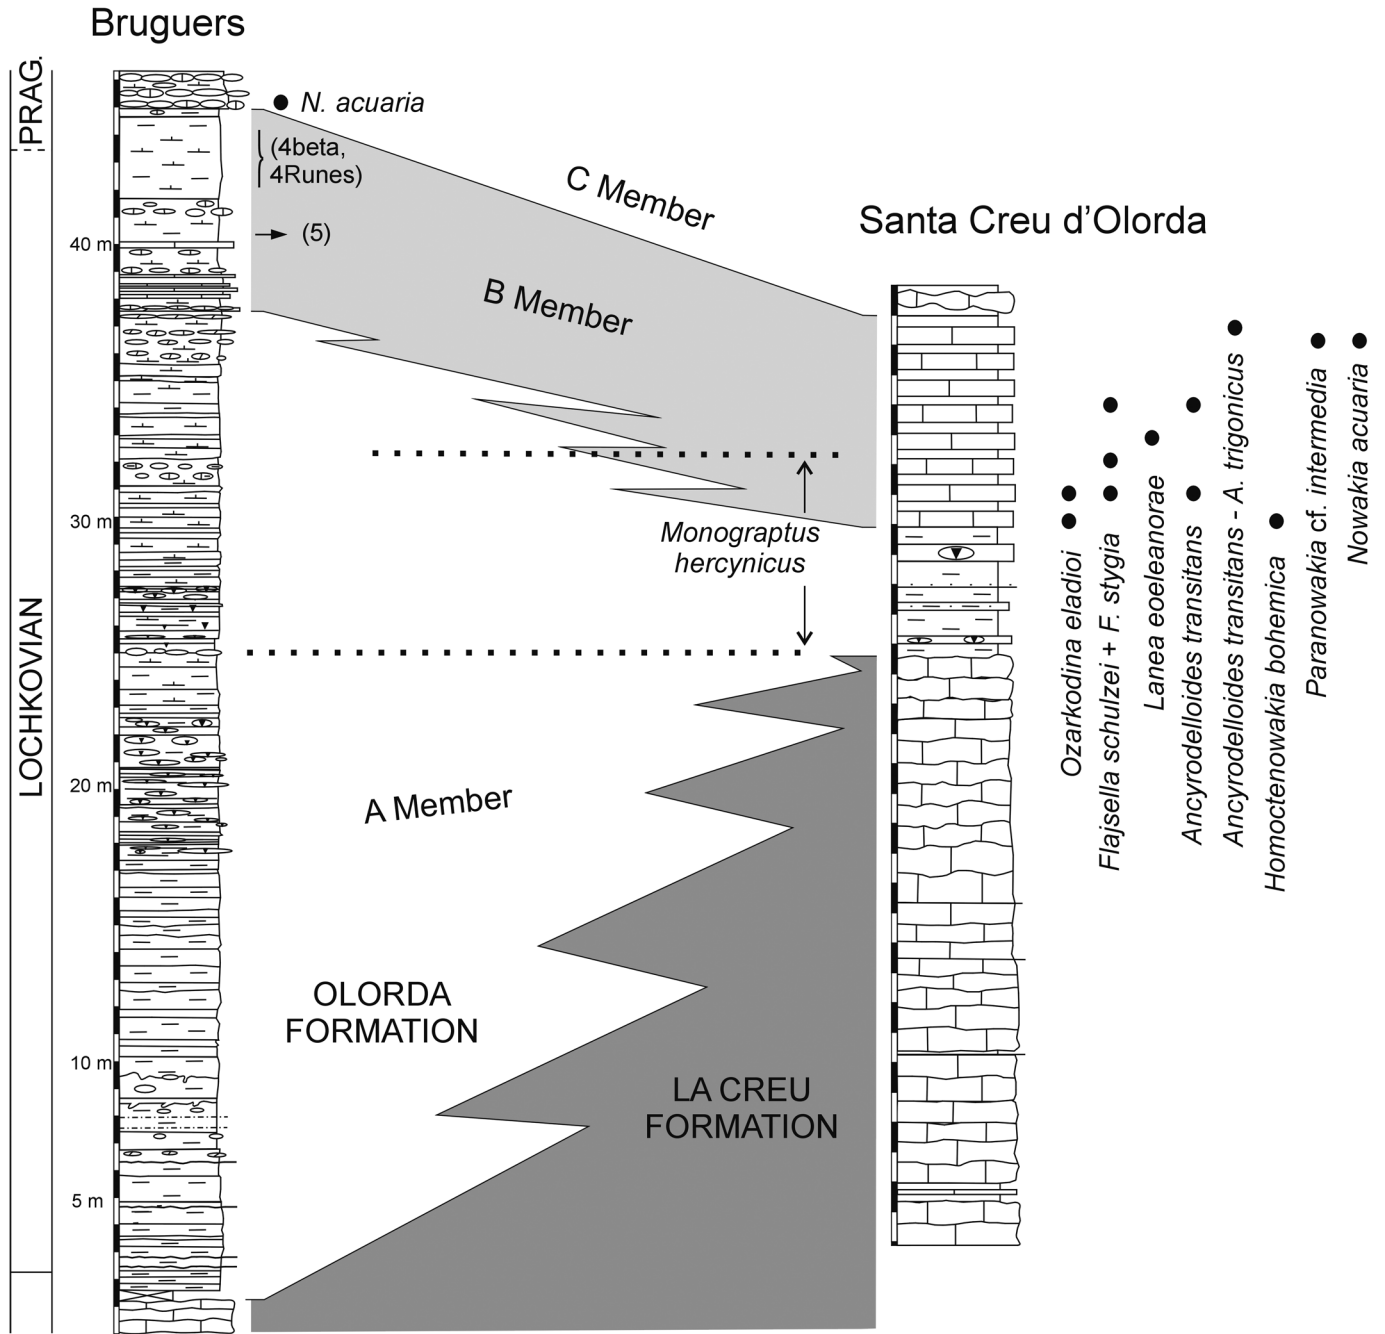 Bruguers
PRAG.
LOCHKOVIAN
40 m
30 m
20 m
10 m
5 m
N. acuaria
(4beta,
4Runes)
(5)
C Member
B Member
Monograptus
hercynicus
A Member
OLORDA
FORMATION
LA CREU
FORMATION
Santa Creu d’Olorda
Ozarkodina eladioi
Flajsella schulzei + F. stygia
Lanea eoeleanorae
Ancyrodelloides transitans
Ancyrodelloides transitans - A. trigonicus
Homoctenowakia bohemica
Paranowakia cf. intermedia
Nowakia acuaria